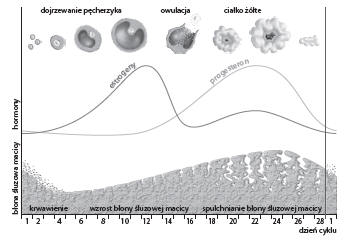 dojrzewanie pęcherzyka owulacja ciałko żółte
estrogeny progesteron
hormony
błona śluzowa macicy
krwawienie wzrost błony śluzowej macicy spulchnianie błony śluzowej macicy
1 2 4 6 8 10 12 14 16 18 20 22 24 26 28 1
dzień cyklu